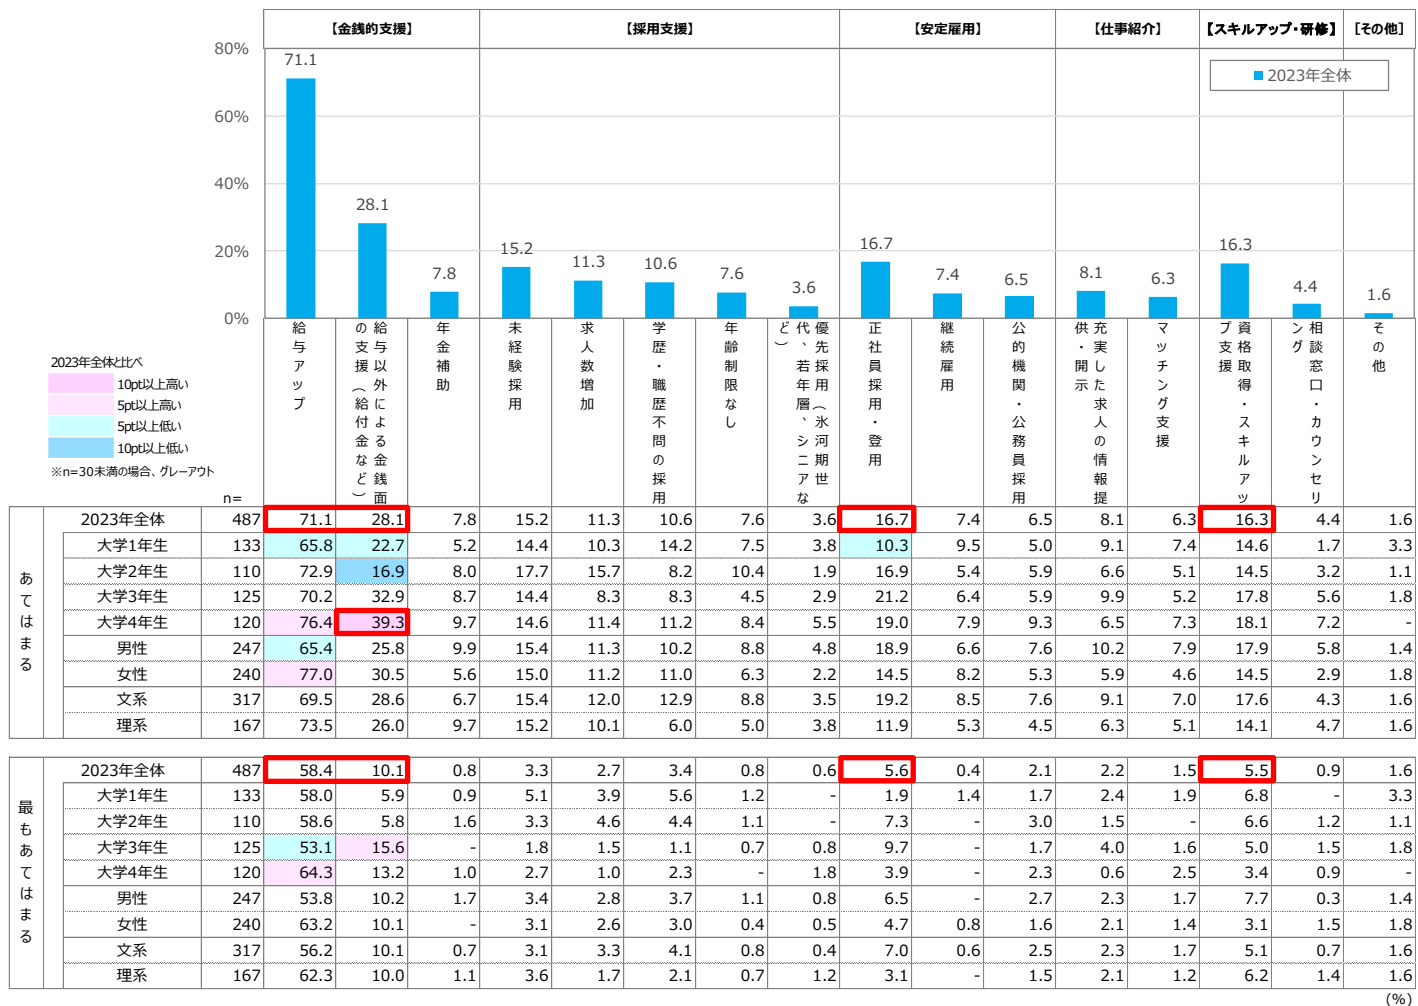 【金銭的支援】 【採用支援】 【安定雇用】 【仕事紹介】 【スキルアップ・研修】 [その他]
80%
60%
40%
20%
0%
■ 2023年全体
71.1 28.1 7.8 15.2 11.3 10.6 7.6 3.6 16.7 7.4 6.5 8.1 6.3 16.3 4.4 1.6
給与アップ
給与以外による金銭面の支援（給付金など）
年金補助
未経験採用
求人数増加
学歴・職歴不問の採用
年齢制限なし
優先採用（氷河期世代、若年層、シニアなど）
正社員採用・登用
継続雇用
公的機関・公務員採用
充実した求人の情報提供・開示
マッチング支援
資格取得・スキルアップ支援
相談窓口・カウンセリング
その他
2023年全体と比べ
10pt以上高い
5pt以上高い
5pt以上低い
10pt以上低い
※n=30未満の場合、グレーアウト
n=
あてはまる
2023年全体 487 71.1 28.1 7.8 15.2 11.3 10.6 7.6 3.6 16.7 7.4 6.5 8.1 6.3 16.3 4.4 1.6
大学1年生 133 65.8 22.7 5.2 14.4 10.3 14.2 7.5 3.8 10.3 9.5 5.0 9.1 7.4 14.6 1.7 3.3
大学2年生 110 72.9 16.9 8.0 17.7 15.7 8.2 10.4 1.9 16.9 5.4 5.9 6.6 5.1 14.5 3.2 1.1
大学3年生 125 70.2 32.9 8.7 14.4 8.3 8.3 4.5 2.9 21.2 6.4 5.9 9.9 5.2 17.8 5.6 1.8
大学4年生 120 76.4 39.3 9.7 14.6 11.4 11.2 8.4 5.5 19.0 7.9 9.3 6.5 7.3 18.1 7.2 -
男性 247 65.4 25.8 9.9 15.4 11.3 10.2 8.8 4.8 18.9 6.6 7.6 10.2 7.9 17.9 5.8 1.4
女性 240 77.0 30.5 5.6 15.0 11.2 11.0 6.3 2.2 14.5 8.2 5.3 5.9 4.6 14.5 2.9 1.8
文系 317 69.5 28.6 6.7 15.4 12.0 12.9 8.8 3.5 19.2 8.5 7.6 9.1 7.0 17.6 4.3 1.6
理系 167 73.5 26.0 9.7 15.2 10.1 6.0 5.0 3.8 11.9 5.3 4.5 6.3 5.1 14.1 4.7 1.6
最もあてはまる
2023年全体 487 58.4 10.1 0.8 3.3 2.7 3.4 0.8 0.6 5.6 0.4 2.1 2.2 1.5 5.5 0.9 1.6
大学1年生 133 58.0 5.9 0.9 5.1 3.9 5.6 1.2 - 1.9 1.4 1.7 2.4 1.9 6.8 - 3.3
大学2年生 110 58.6 5.8 1.6 3.3 4.6 4.4 1.1 - 7.3 - 3.0 1.5 - 6.6 1.2 1.1
大学3年生 125 53.1 15.6 - 1.8 1.5 1.1 0.7 0.8 9.7 - 1.7 4.0 1.6 5.0 1.5 1.8
大学4年生 120 64.3 13.2 1.0 2.7 1.0 2.3 - 1.8 3.9 - 2.3 0.6 2.5 3.4 0.9 -
男性 247 53.8 10.2 1.7 3.4 2.8 3.7 1.1 0.8 6.5 - 2.7 2.3 1.7 7.7 0.3 1.4
女性 240 63.2 10.1 - 3.1 2.6 3.0 0.4 0.5 4.7 0.8 1.6 2.1 1.4 3.1 1.5 1.8
文系 317 56.2 10.1 0.7 3.1 3.3 4.1 0.8 0.4 7.0 0.6 2.5 2.3 1.7 5.1 0.7 1.6
理系 167 62.3 10.0 1.1 3.6 1.7 2.1 0.7 1.2 3.1 - 1.5 2.1 1.2 6.2 1.4 1.6
(%)